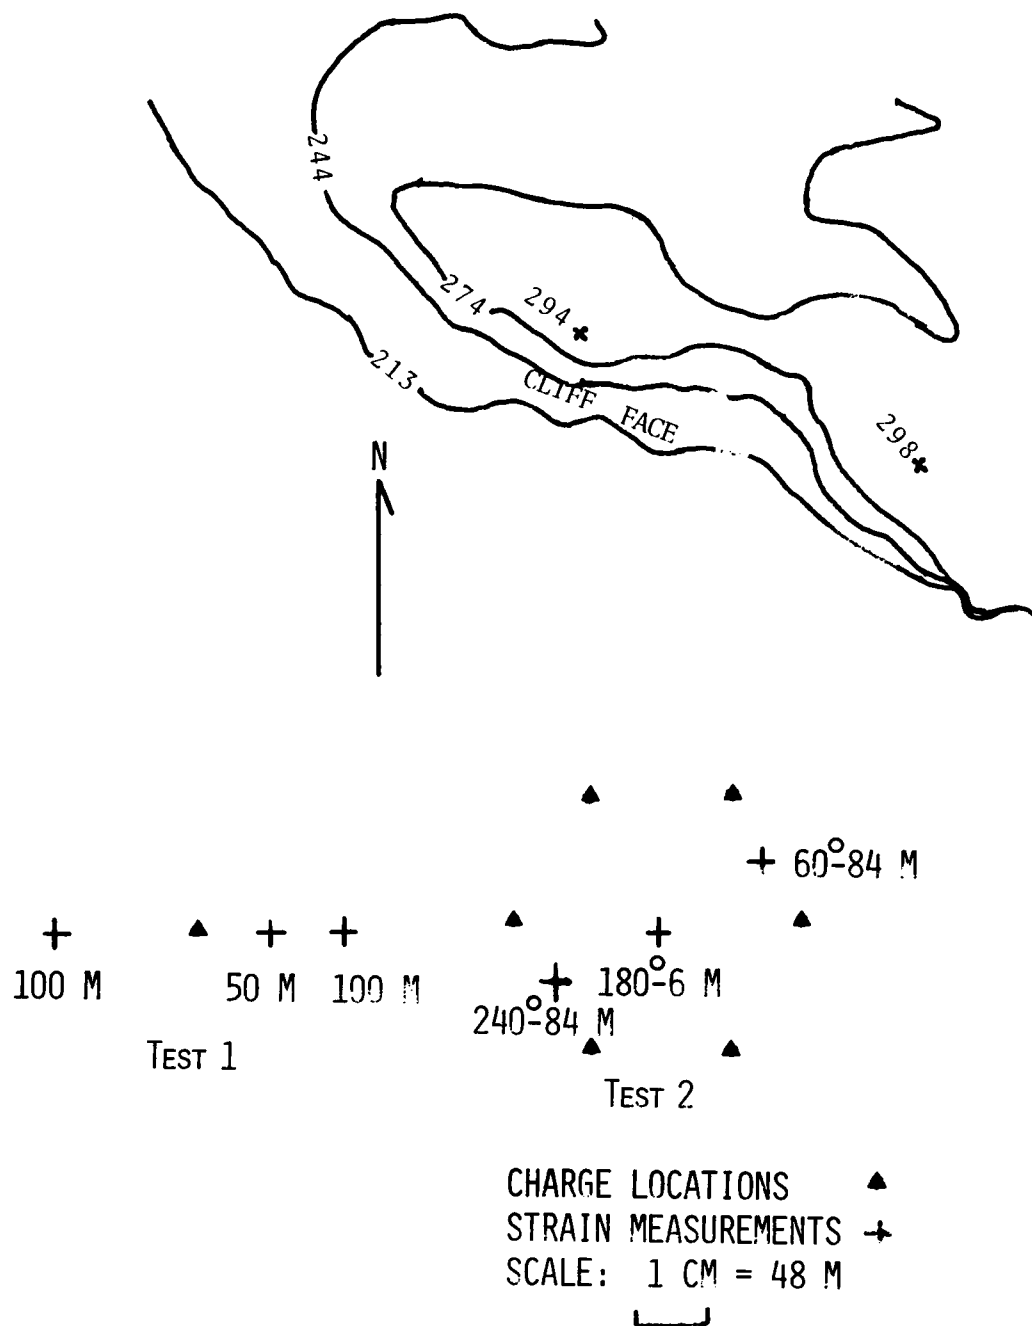 244
274
294
213
CLIFF FACE
298
N
60°-84 M
100 M
50 M
100 M
180°-6 M
240°-84 M
TEST 1
TEST 2
CHARGE LOCATIONS
STRAIN MEASUREMENTS
SCALE: 1 CM = 48 M